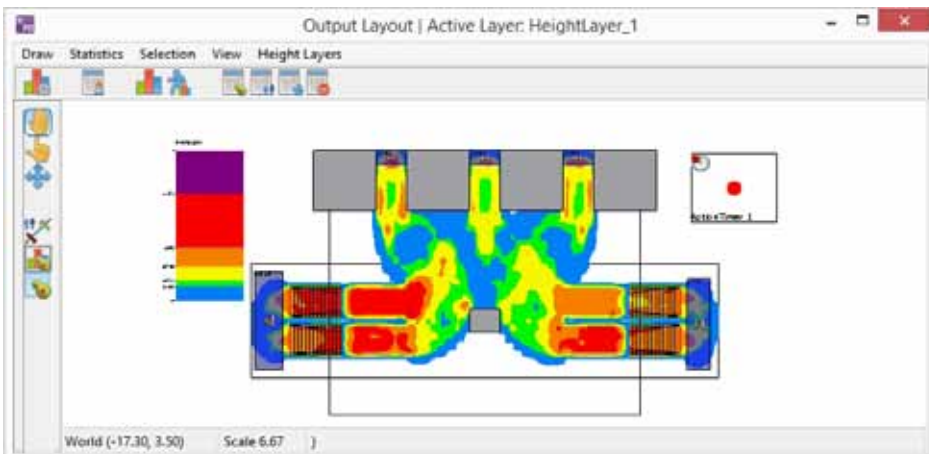 Output Layout | Active Layer: HeightLayer_1
Draw Statistics Selection View Height Layers
ActiveTimer_1
World (-17.30, 3.50) Scale 6.67 )